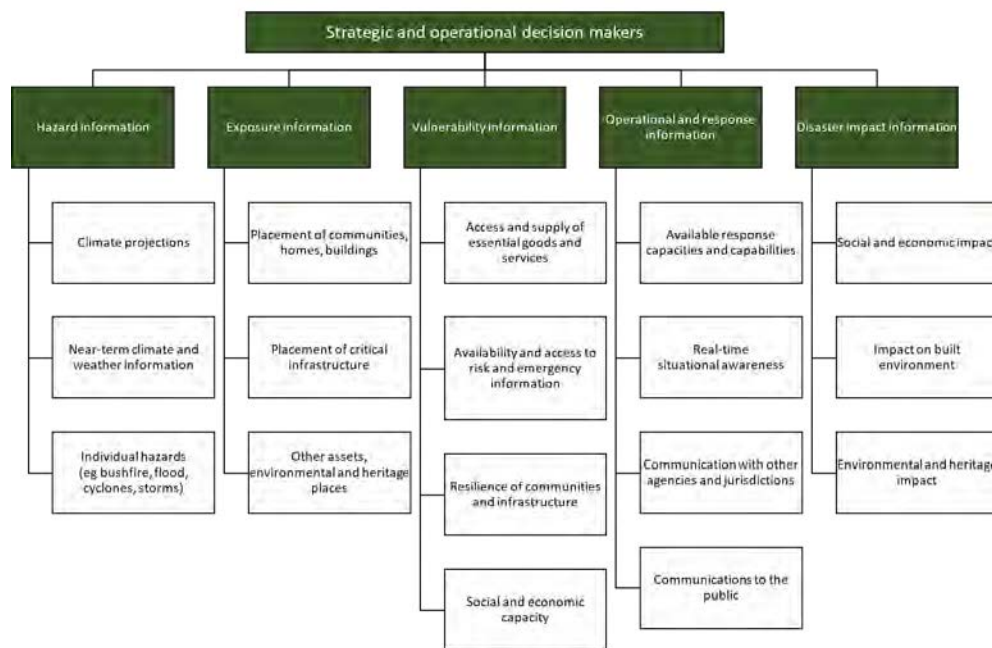 Strategic and operational decision makers
Hazard information
Exposure information
Vulnerability information
Operational and response
information
Disaster impact information
Climate projections
Near-term climate and
weather information
Individual hazards
(eg bushfire, flood,
cyclones, storms)
Placement of communities,
homes, buildings
Placement of critical
infrastructure
Other assets,
environmental and heritage
places
Access and supply of
essential goods and
services
Availability and access to
risk and emergency
information
Resilience of communities
and infrastructure
Social and economic
capacity
Available response
capacities and capabilities
Real-time
situational awareness
Communication with other
agencies and jurisdictions
Communications to the
public
Social and economic impact
Impact on built
environment
Environmental and heritage
impact